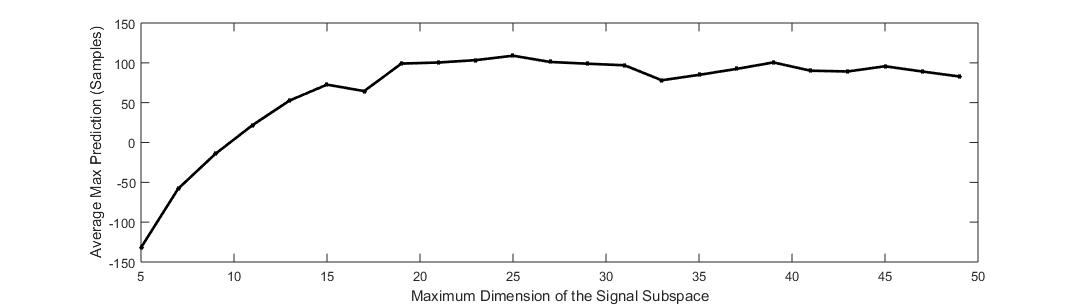 Average Max Prediction (Samples)
150
100
50
0
-50
-100
-150
5 10 15 20 25 30 35 40 45 50
Maximum Dimension of the Signal Subspace